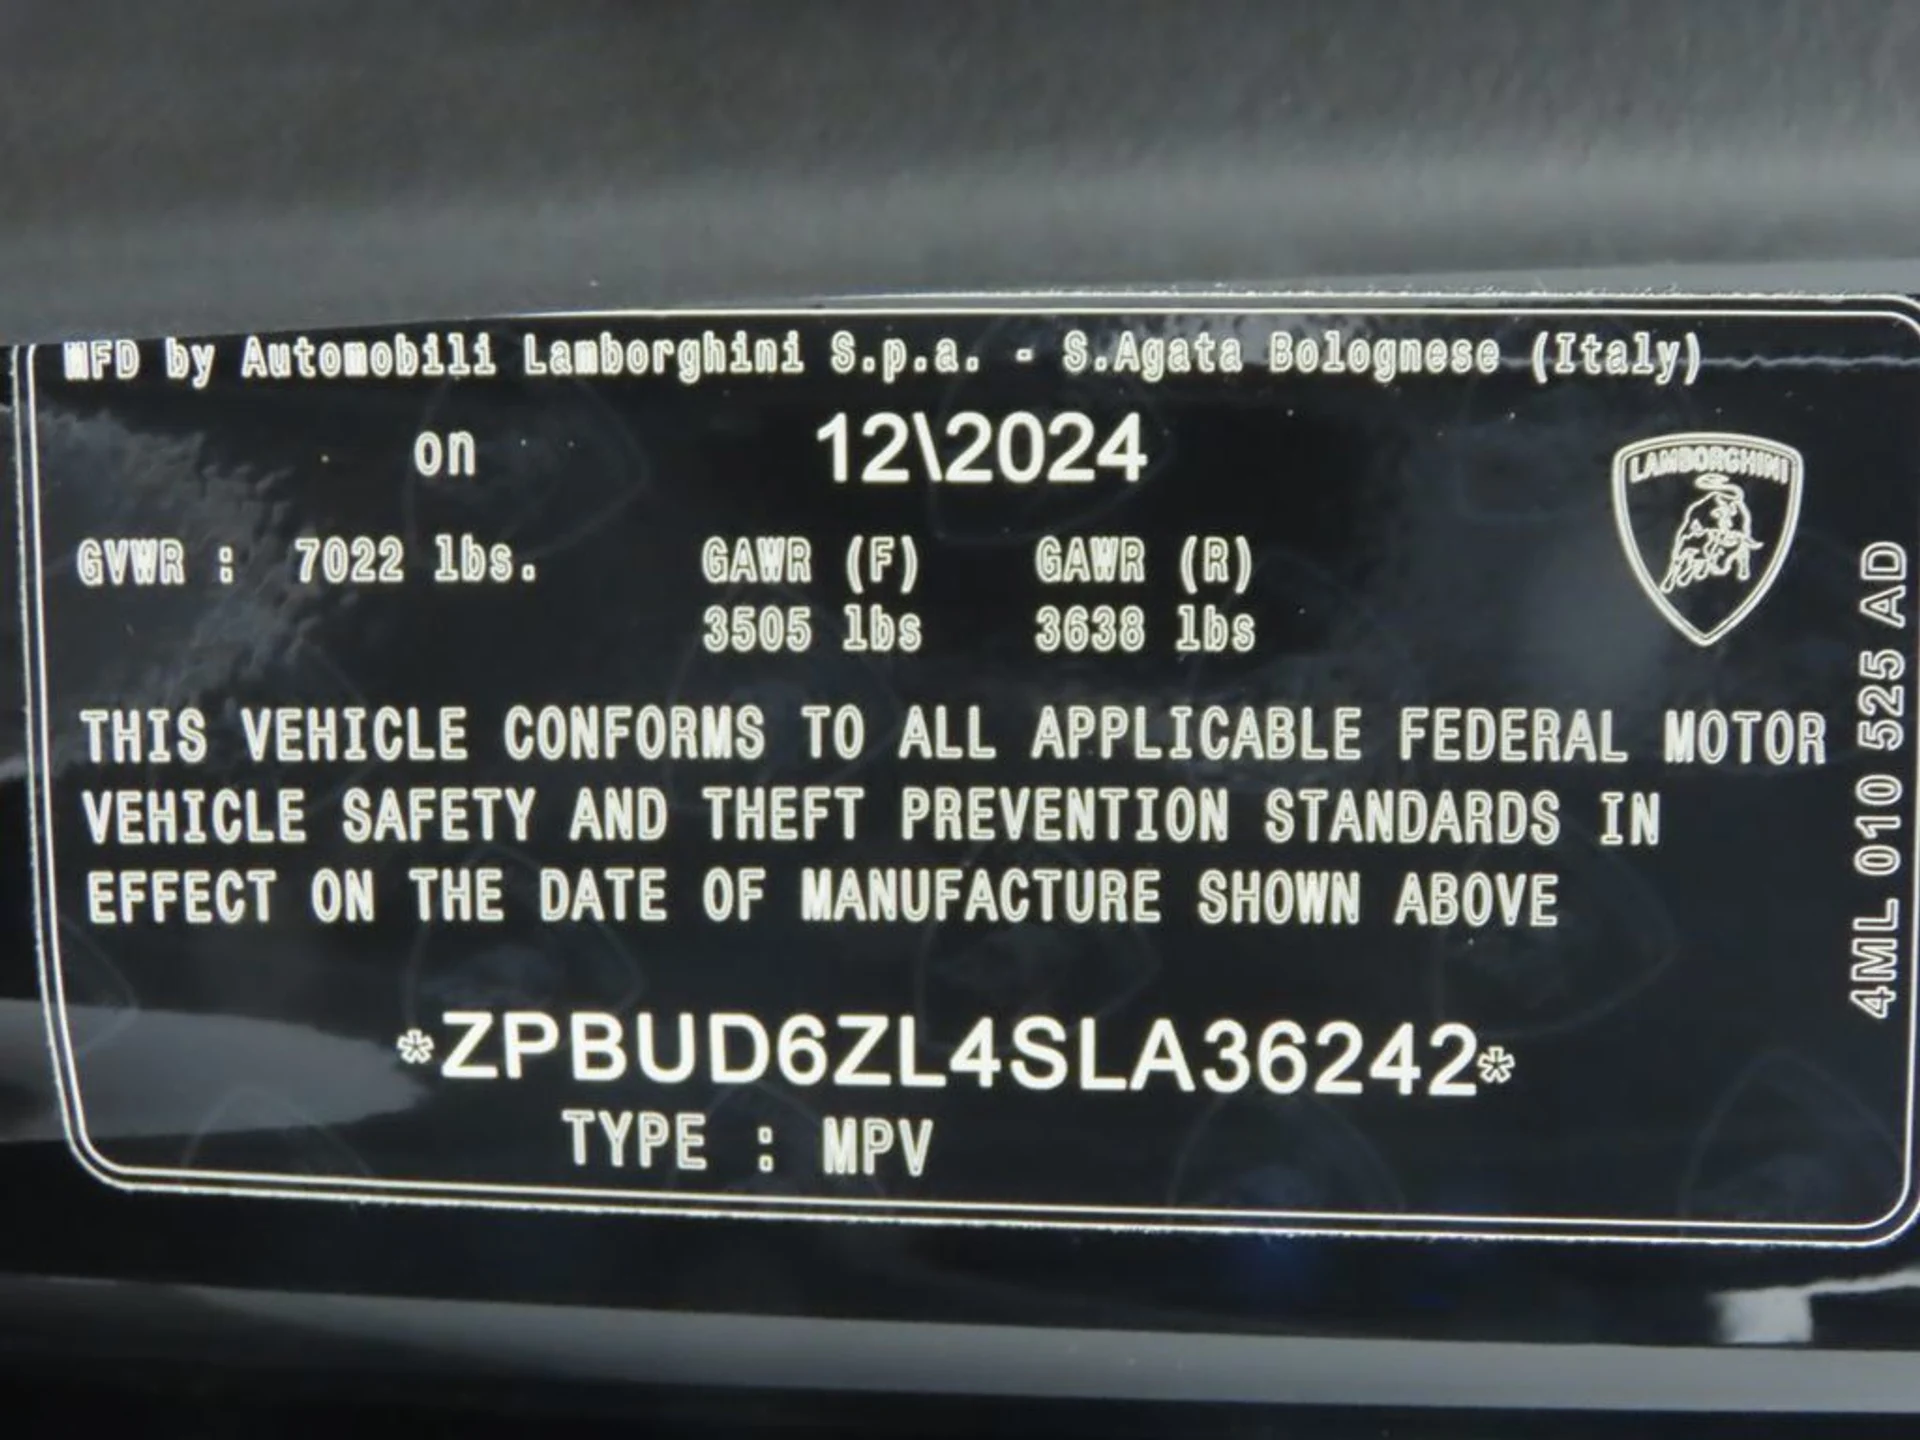 MFD by Automobili Lamborghini S.p.a. - S.Agata Bolognese (Italy)
on 12\2024
LAMBORGHINI
GVWR : 7022 lbs. GAWR (F) GAWR (R)
3505 lbs 3638 lbs
THIS VEHICLE CONFORMS TO ALL APPLICABLE FEDERAL MOTOR
VEHICLE SAFETY AND THEFT PREVENTION STANDARDS IN
EFFECT ON THE DATE OF MANUFACTURE SHOWN ABOVE
*ZPBUD6ZL4SLA36242*
TYPE : MPV
4ML 010 525 AD